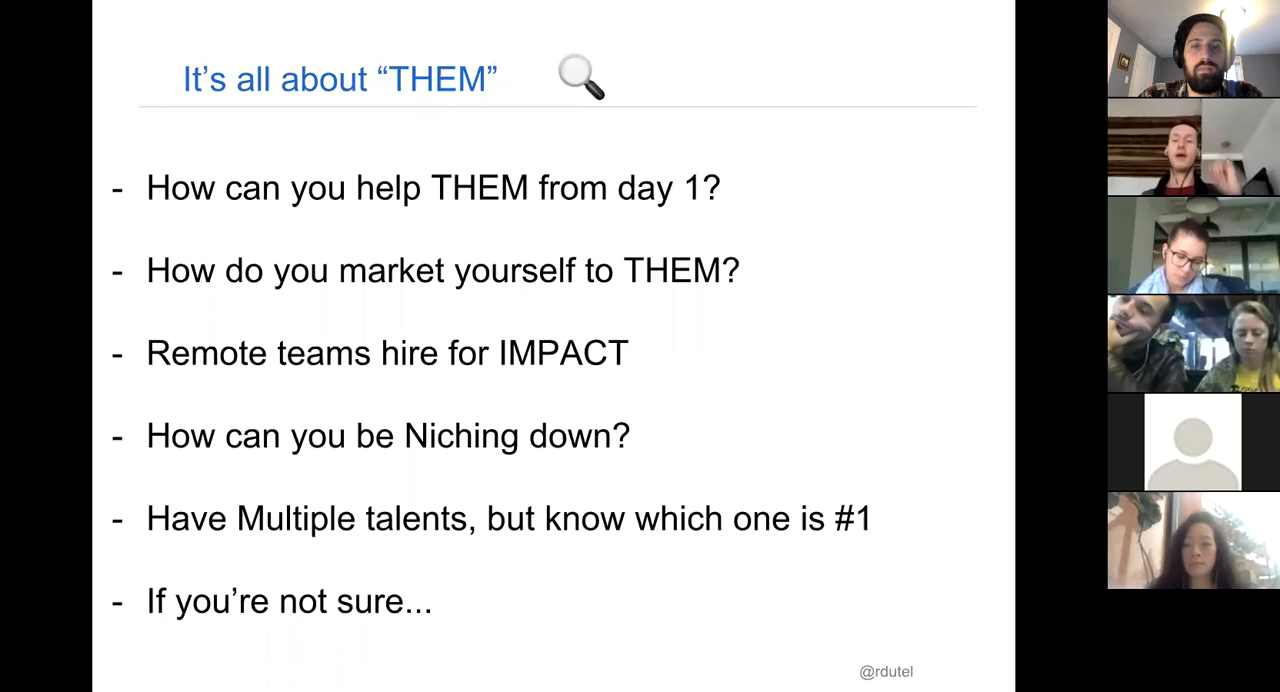 It’s all about “THEM”
- How can you help THEM from day 1?
- How do you market yourself to THEM?
- Remote teams hire for IMPACT
- How can you be Niching down?
- Have Multiple talents, but know which one is #1
- If you’re not sure...
@rdutel